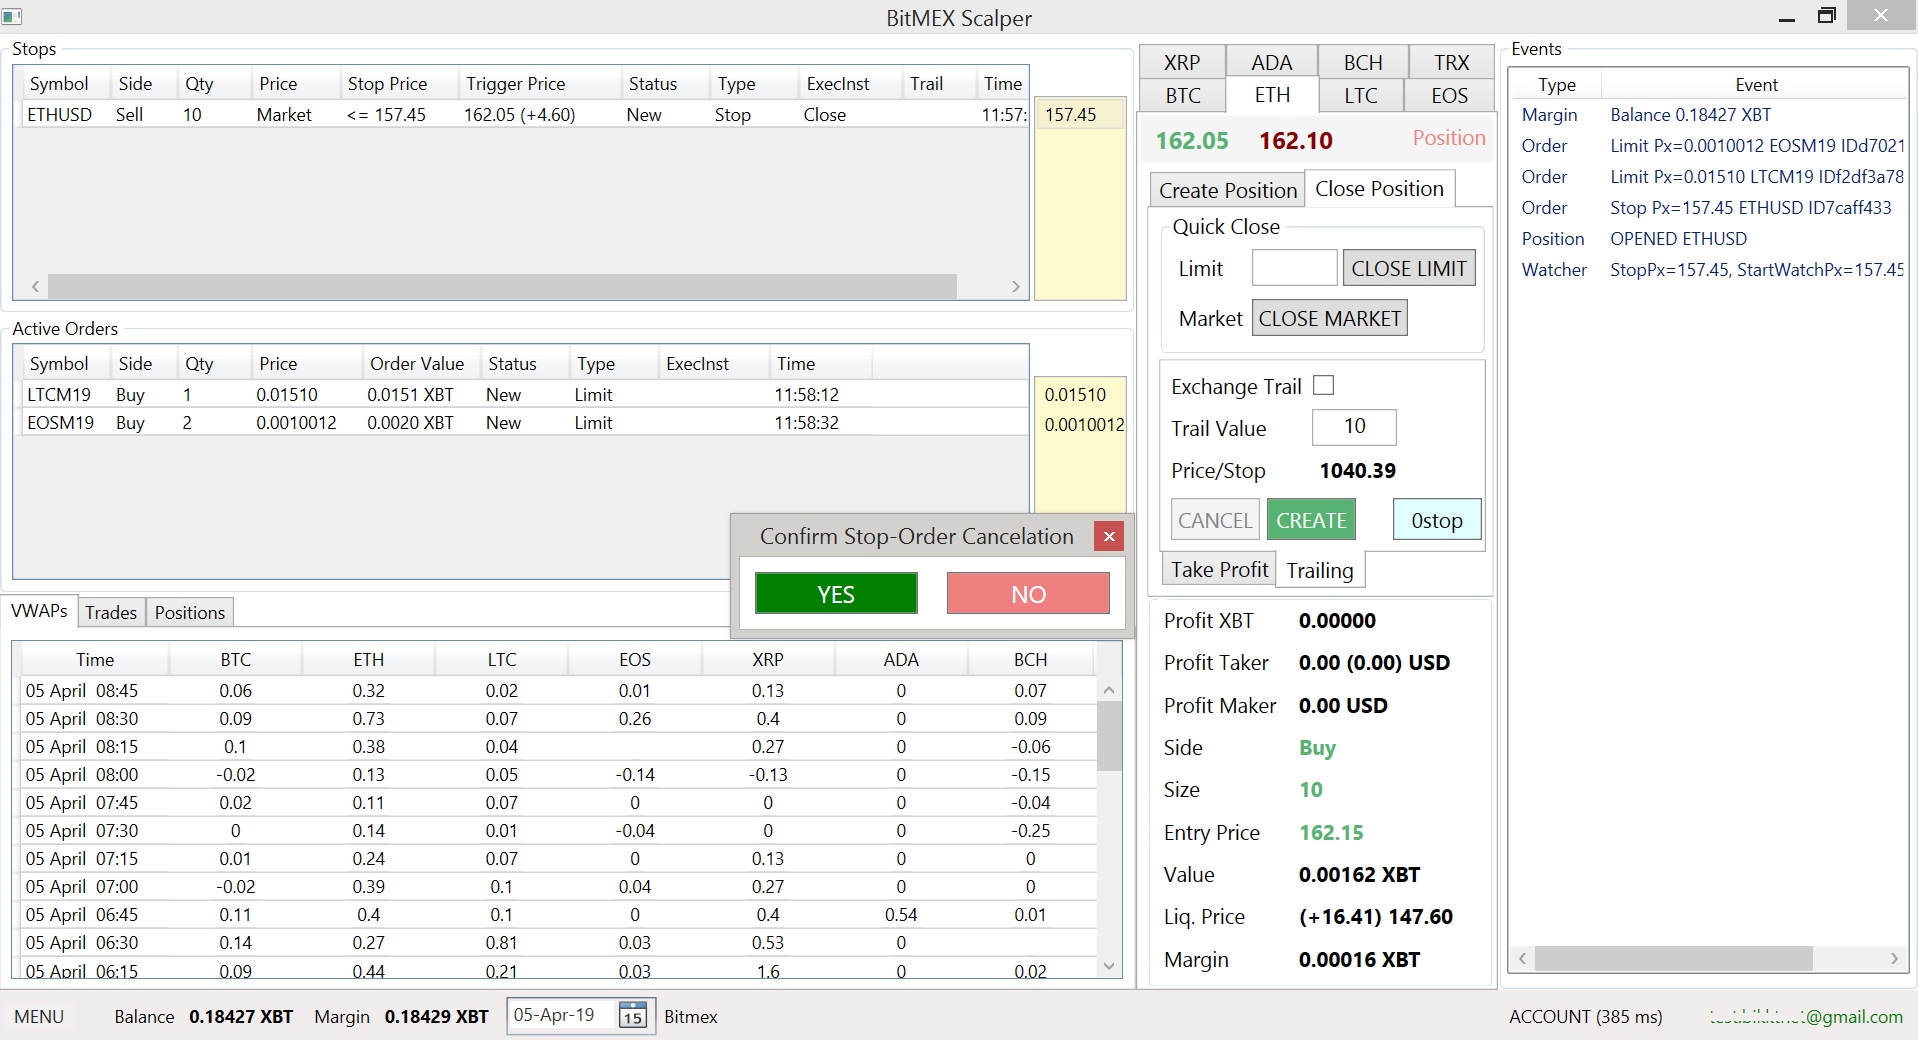 BitMEX Scalper
Stops
Symbol Side Qty Price Stop Price Trigger Price Status Type ExecInst Trail Time
ETHUSD Sell 10 Market <= 157.45 162.05 (+4.60) New Stop Close 11:57:
157.45
Active Orders
Symbol Side Qty Price Order Value Status Type ExecInst Time
LTCM19 Buy 1 0.01510 0.0151 XBT New Limit 11:58:12
EOSM19 Buy 2 0.0010012 0.0020 XBT New Limit 11:58:32
0.01510
0.0010012
Confirm Stop-Order Cancelation
YES NO
VWAPs Trades Positions
Time BTC ETH LTC EOS XRP ADA BCH
05 April 08:45 0.06 0.32 0.02 0.01 0.13 0 0.07
05 April 08:30 0.09 0.73 0.07 0.26 0.4 0 0.09
05 April 08:15 0.1 0.38 0.04 0.27 0 -0.06
05 April 08:00 -0.02 0.13 0.05 -0.14 -0.13 0 -0.15
05 April 07:45 0.02 0.11 0.07 0 0 0 -0.04
05 April 07:30 0 0.14 0.01 -0.04 0 0 -0.25
05 April 07:15 0.01 0.24 0.07 0 0.13 0 0
05 April 07:00 -0.02 0.39 0.1 0.04 0.27 0 0
05 April 06:45 0.11 0.4 0.1 0 0.4 0.54 0.01
05 April 06:30 0.14 0.27 0.81 0.03 0.53 0
05 April 06:15 0.09 0.44 0.21 0.03 1.6 0 0.02
XRP ADA BCH TRX
BTC ETH LTC EOS
162.05 162.10 Position
Create Position Close Position
Quick Close
Limit CLOSE LIMIT
Market CLOSE MARKET
Exchange Trail
Trail Value 10
Price/Stop 1040.39
CANCEL CREATE 0stop
Take Profit Trailing
Profit XBT 0.00000
Profit Taker 0.00 (0.00) USD
Profit Maker 0.00 USD
Side Buy
Size 10
Entry Price 162.15
Value 0.00162 XBT
Liq. Price (+16.41) 147.60
Margin 0.00016 XBT
Events
Type Event
Margin Balance 0.18427 XBT
Order Limit Px=0.0010012 EOSM19 IDd7021
Order Limit Px=0.01510 LTCM19 IDf2df3a78
Order Stop Px=157.45 ETHUSD ID7caff433
Position OPENED ETHUSD
Watcher StopPx=157.45, StartWatchPx=157.45
MENU Balance 0.18427 XBT Margin 0.18429 XBT 05-Apr-19 15 Bitmex ACCOUNT (385 ms) @gmail.com